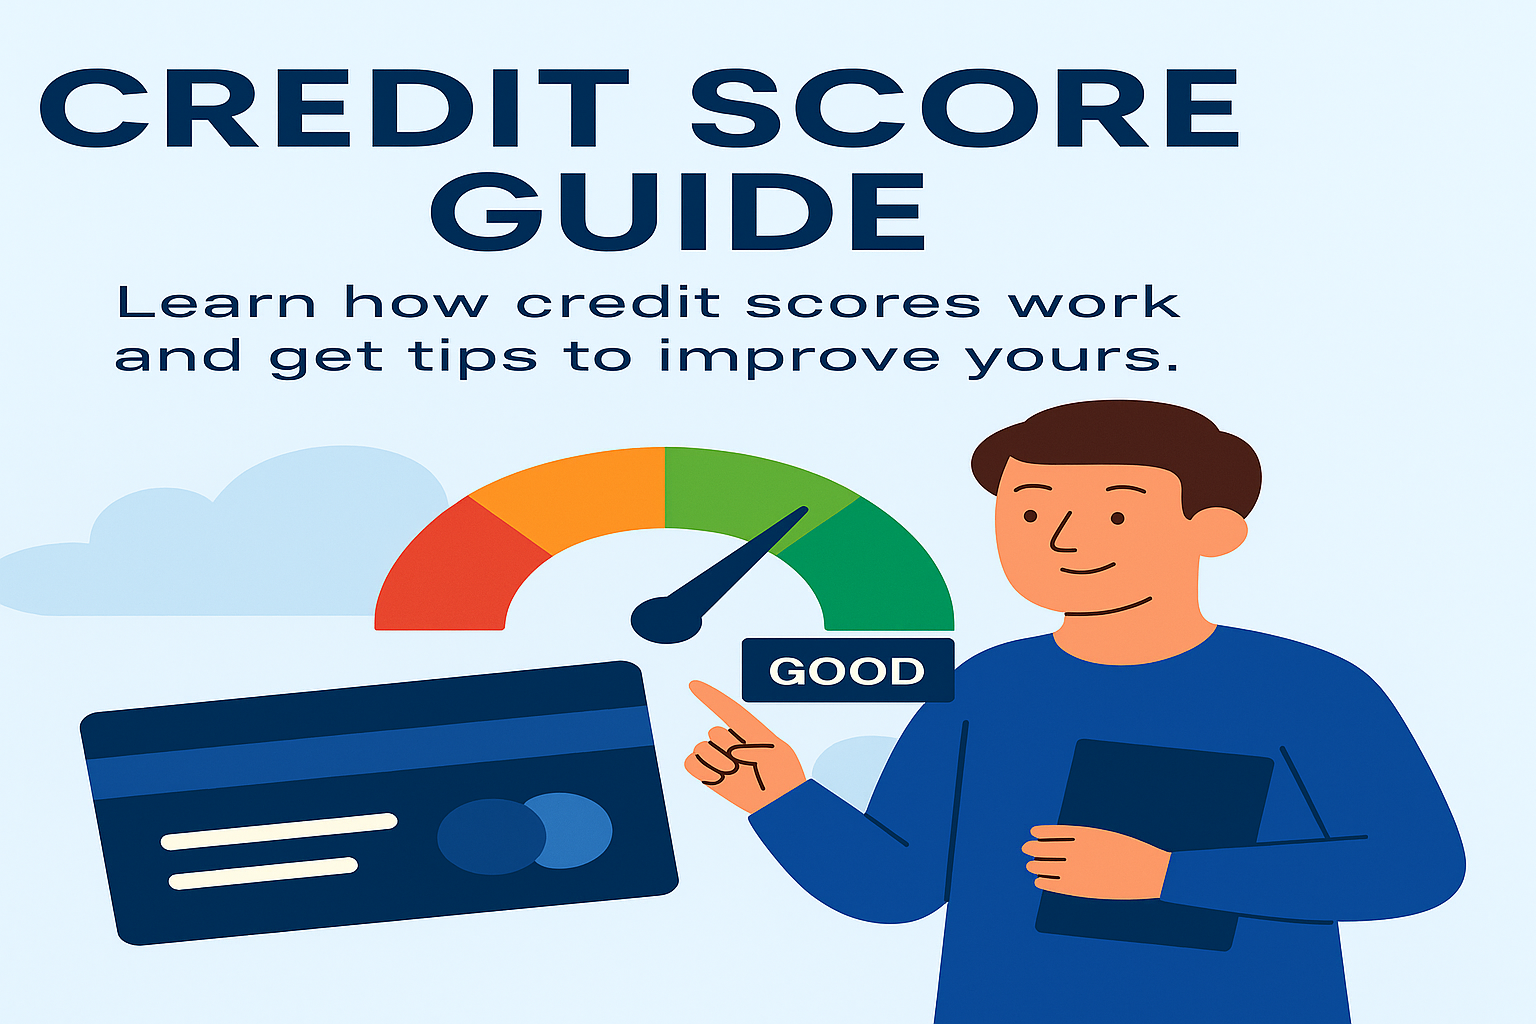 CREDIT SCORE
GUIDE
Learn how credit scores work
and get tips to improve yours.
GOOD